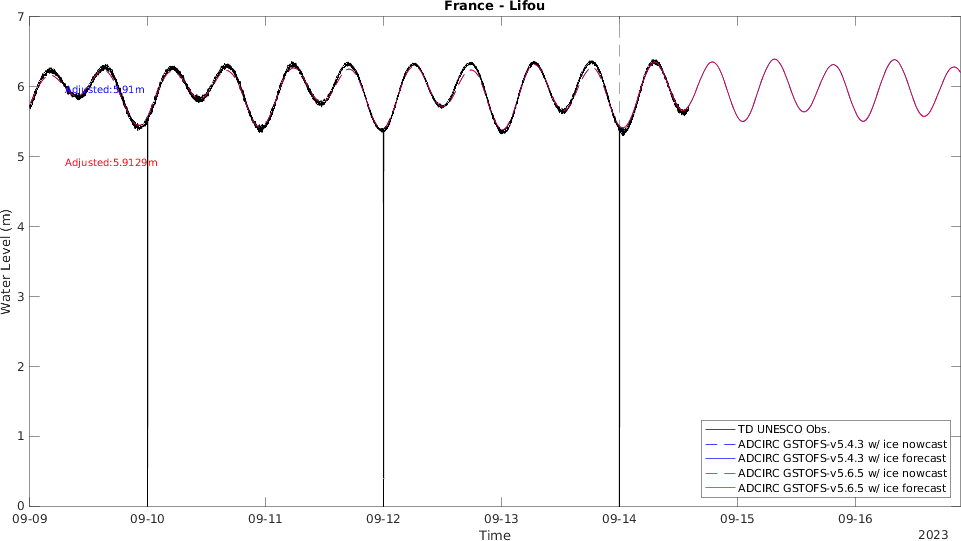 France - Lifou
7
6
5
4
3
2
1
0
Water Level (m)
Adjusted:5.91m
Adjusted:5.9129m
TD UNESCO Obs.
ADCIRC GSTOFS-v5.4.3 w/ ice nowcast
ADCIRC GSTOFS-v5.4.3 w/ ice forecast
ADCIRC GSTOFS-v5.6.5 w/ ice nowcast
ADCIRC GSTOFS-v5.6.5 w/ ice forecast
09-09 09-10 09-11 09-12 09-13 09-14 09-15 09-16
Time
2023